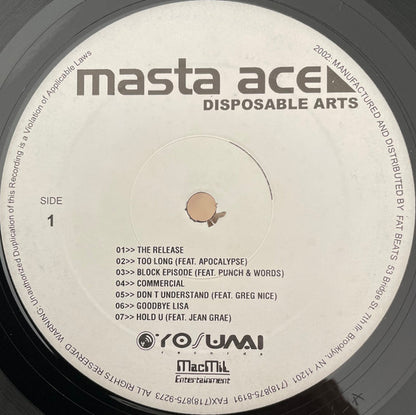 masta ace
DISPOSABLE ARTS
SIDE
1
01>> THE RELEASE
02>> TOO LONG (FEAT. APOCALYPSE)
03>> BLOCK EPISODE (FEAT. PUNCH & WORDS)
04>> COMMERCIAL
05>> DON T UNDERSTAND (FEAT. GREG NICE)
06>> GOODBYE LISA
07>> HOLD U (FEAT. JEAN GRAE)
yosumi
records
MacMil
Entertainment
2002. MANUFACTURED AND DISTRIBUTED BY FAT BEATS 53 Bridge St. 7th flr Brooklyn, NY 11201 (718)875-8191 FAX(718)875-9273 ALL RIGHTS RESERVED WARNING: Unauthorized Duplication of this Recording is a Violation of Applicable Laws